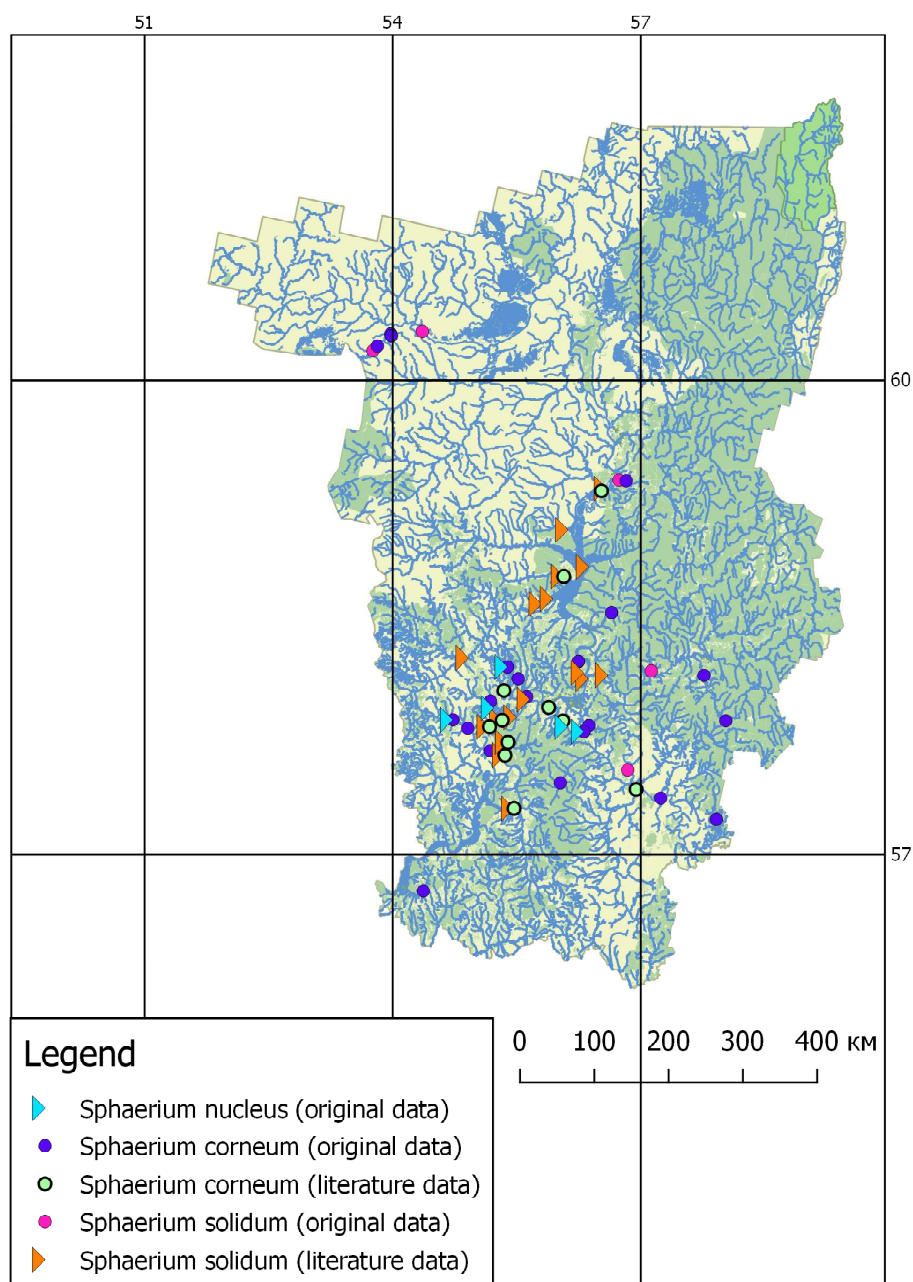 51 54 57
60
57
0 100 200 300 400 км
Legend
Sphaerium nucleus (original data)
Sphaerium corneum (original data)
Sphaerium corneum (literature data)
Sphaerium solidum (original data)
Sphaerium solidum (literature data)